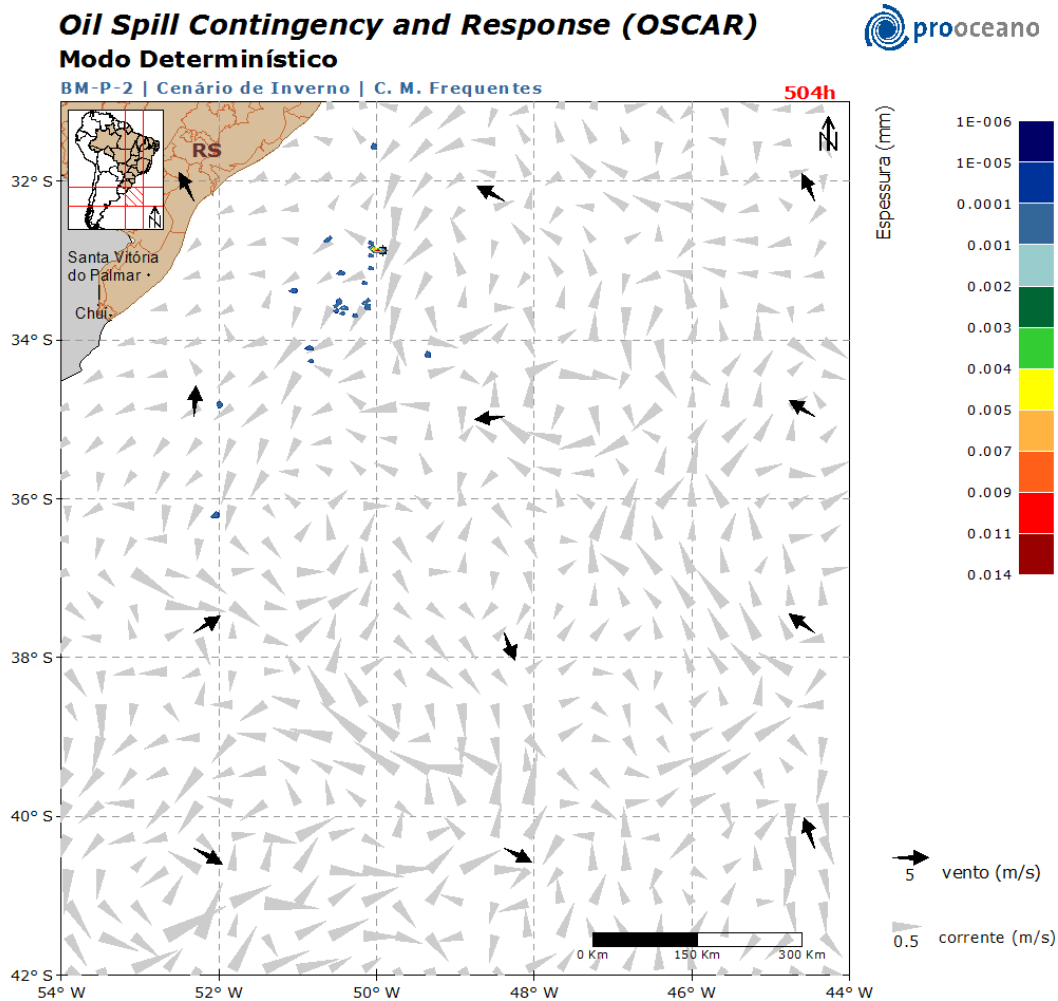 Oil Spill Contingency and Response (OSCAR)
prooceano
Modo Determinístico
BM-P-2 | Cenário de Inverno | C. M. Frequentes
504h
N
RS
N
Santa Vitória
do Palmar
Chuí
32° S
34° S
36° S
38° S
40° S
42° S
54° W
52° W
50° W
48° W
46° W
44° W
0 Km
150 Km
300 Km
Espessura (mm)
1E-006
1E-005
0.0001
0.001
0.002
0.003
0.004
0.005
0.007
0.009
0.011
0.014
5
vento (m/s)
0.5
corrente (m/s)